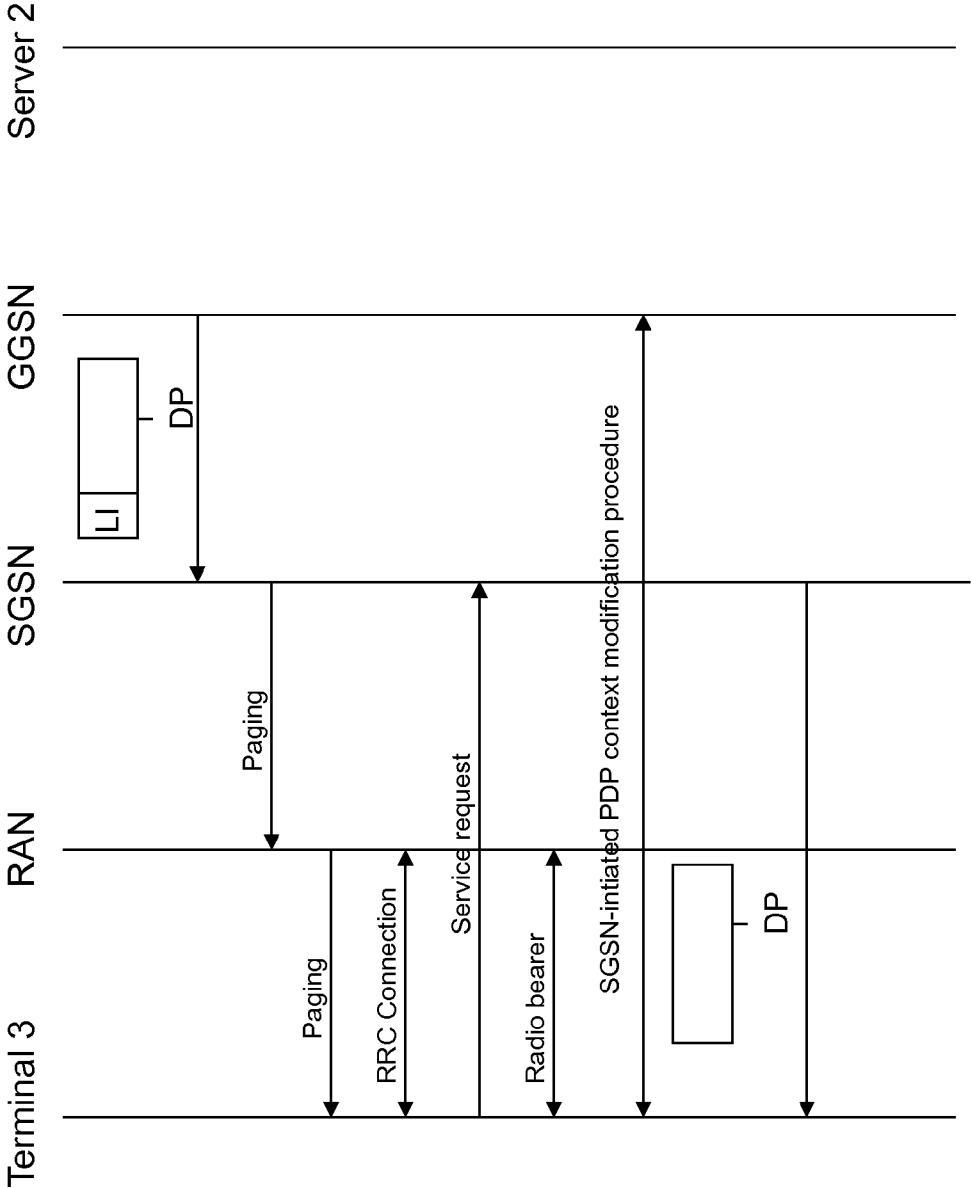 Terminal 3
RAN
SGSN
GGSN
Server 2
LI
DP
Paging
Paging
RRC Connection
Service request
Radio bearer
SGSN-intiated PDP context modification procedure
DP